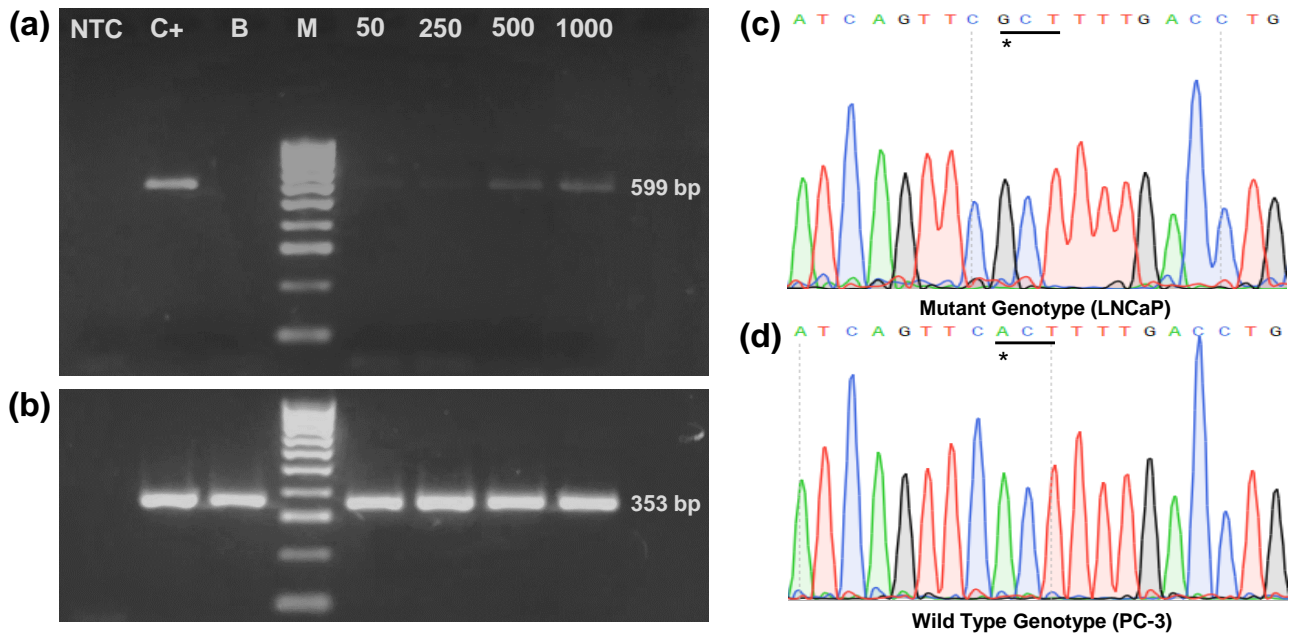 (a)
NTC C+ B M 50 250 500 1000
599 bp
(b)
353 bp
(c)
A T C A G T T C G C T T T T G A C C T G
*
Mutant Genotype (LNCaP)
(d)
A T C A G T T C A C T T T T G A C C T G
*
Wild Type Genotype (PC-3)